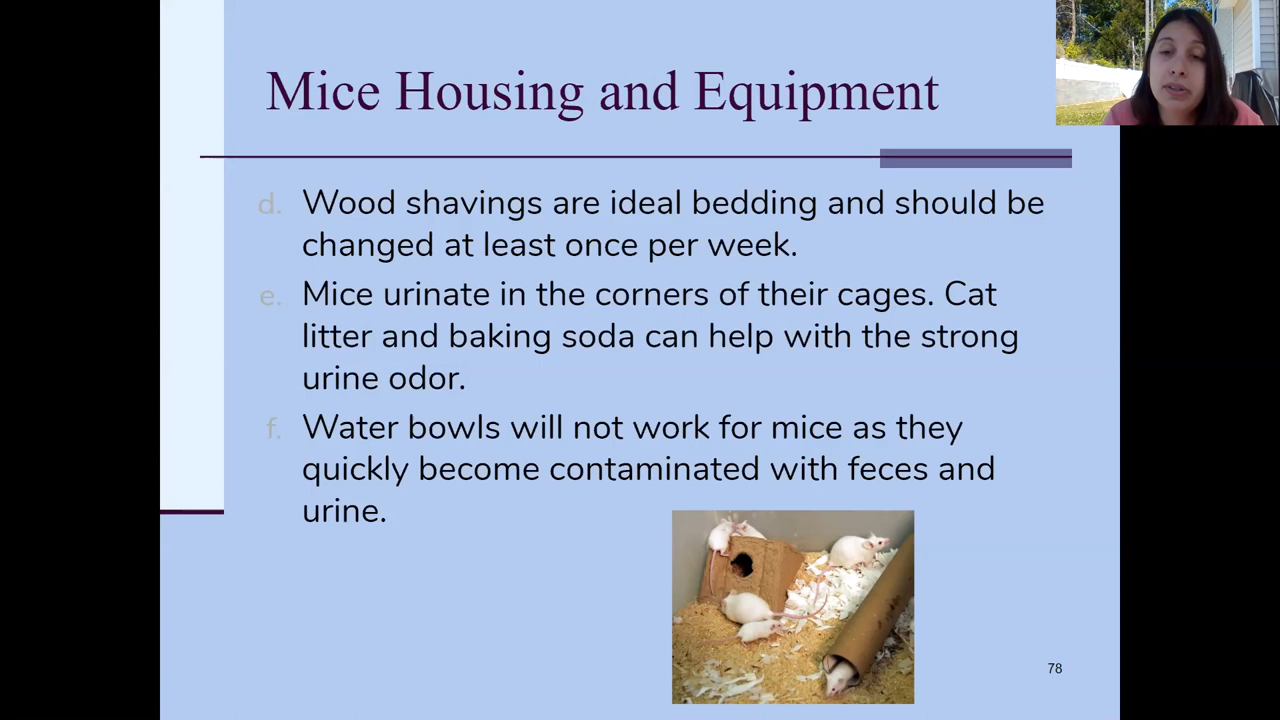 Mice Housing and Equipment
d. Wood shavings are ideal bedding and should be
changed at least once per week.
e. Mice urinate in the corners of their cages. Cat
litter and baking soda can help with the strong
urine odor.
f. Water bowls will not work for mice as they
quickly become contaminated with feces and
urine.
78